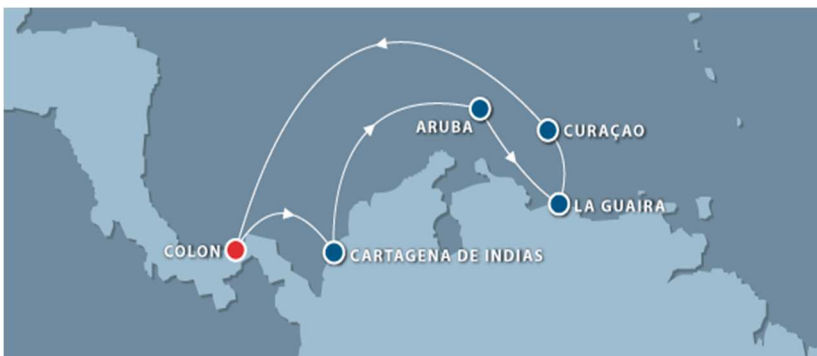 ARUBA
CURAÇAO
LA GUAIRA
COLON
CARTAGENA DE INDIAS